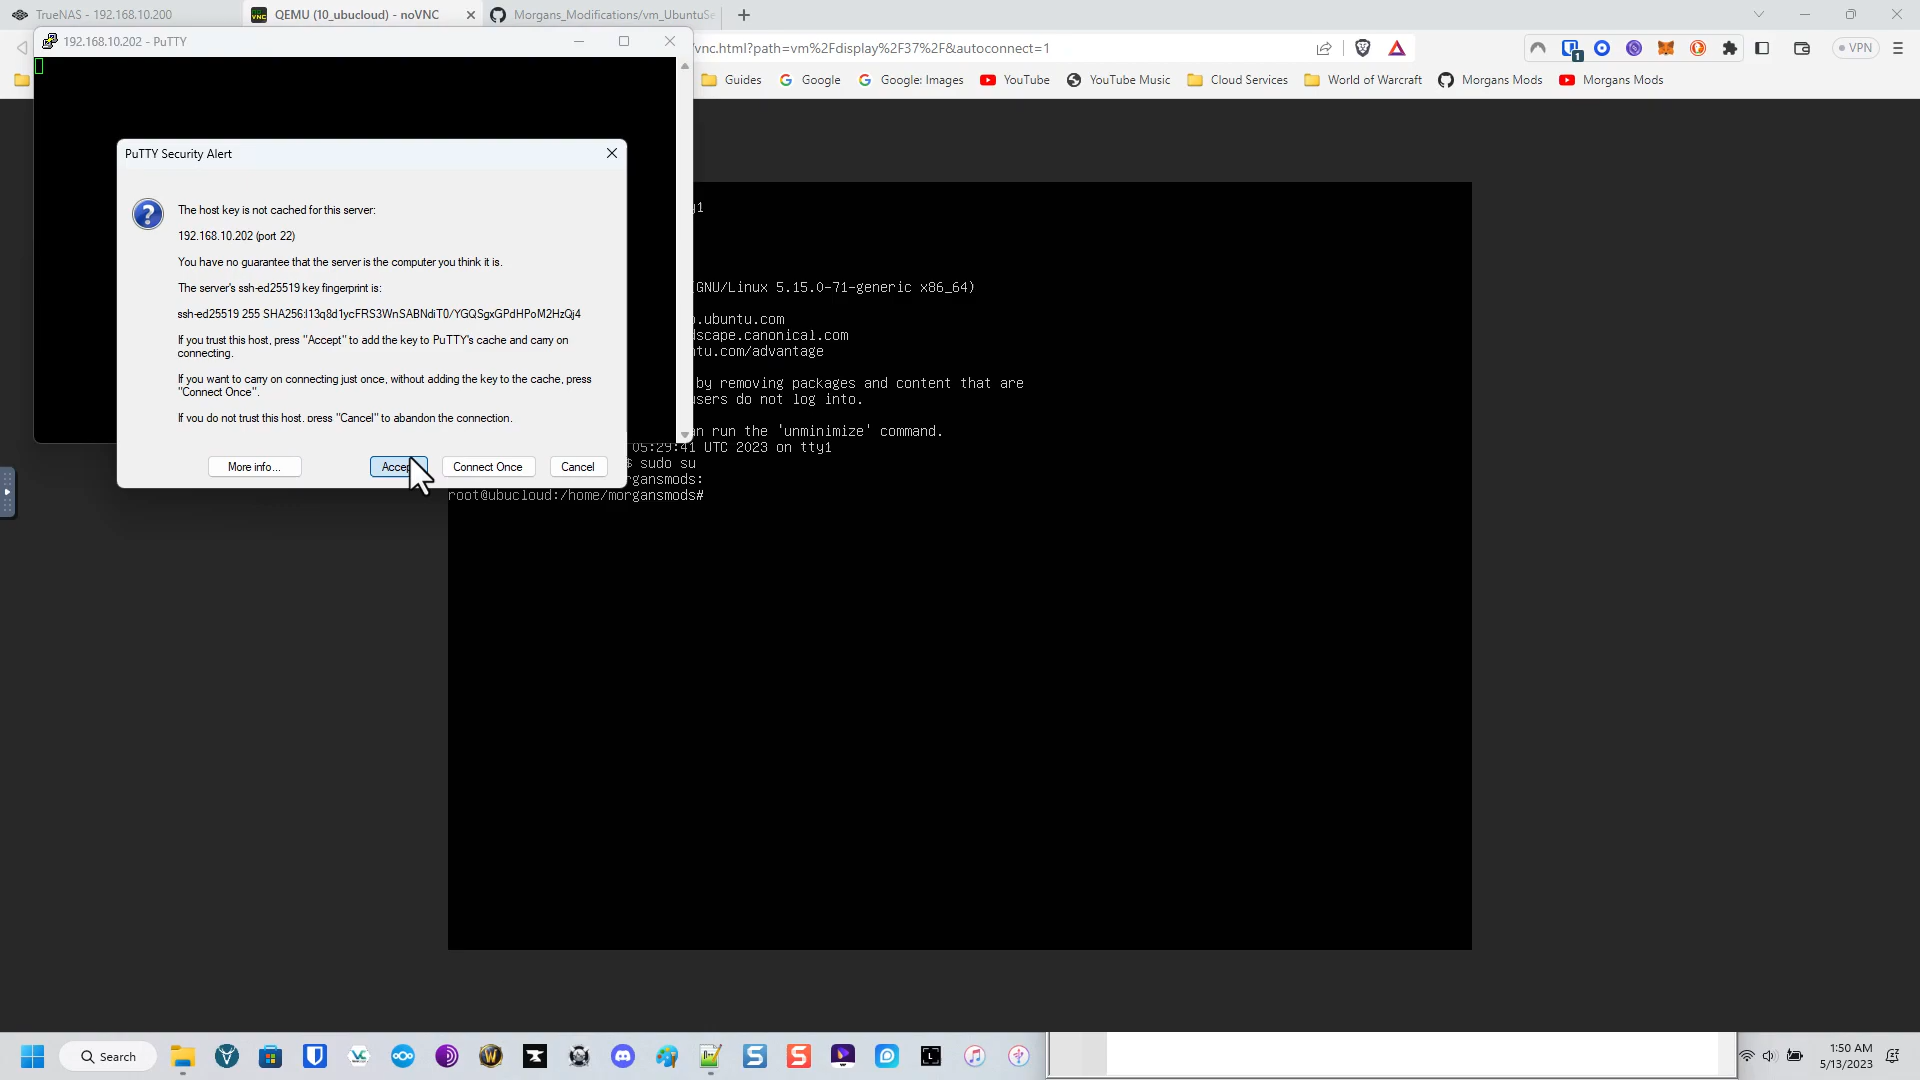 TrueNAS - 192.168.10.200
QEMU (10_ubucloud) - noVNC
Morgans_Modifications/vm_UbuntuSe
192.168.10.202 - PuTTY
vnc.html?path=vm%2Fdisplay%2F37%2F&autoconnect=1
1
VPN
Guides
Google
Google: Images
YouTube
YouTube Music
Cloud Services
World of Warcraft
Morgans Mods
Morgans Mods
PuTTY Security Alert
The host key is not cached for this server:
192.168.10.202 (port 22)
You have no guarantee that the server is the computer you think it is.
The server's ssh-ed25519 key fingerprint is:
ssh-ed25519 255 SHA256:l13q8d1ycFRS3WnSABNdiT0/YGQSgxGPdHPoM2HzQj4
If you trust this host, press "Accept" to add the key to PuTTY's cache and carry on
connecting.
If you want to carry on connecting just once, without adding the key to the cache, press
"Connect Once".
If you do not trust this host, press "Cancel" to abandon the connection.
More info...
Accep
Connect Once
Cancel
y1
(GNU/Linux 5.15.0-71-generic x86_64)
.ubuntu.com
dscape.canonical.com
ntu.com/advantage
by removing packages and content that are
users do not log into.
an run the 'unminimize' command.
05:29:41 UTC 2023 on tty1
$ sudo su
rgansmods:
root@ubucloud:/home/morgansmods#
Search
1:50 AM
5/13/2023